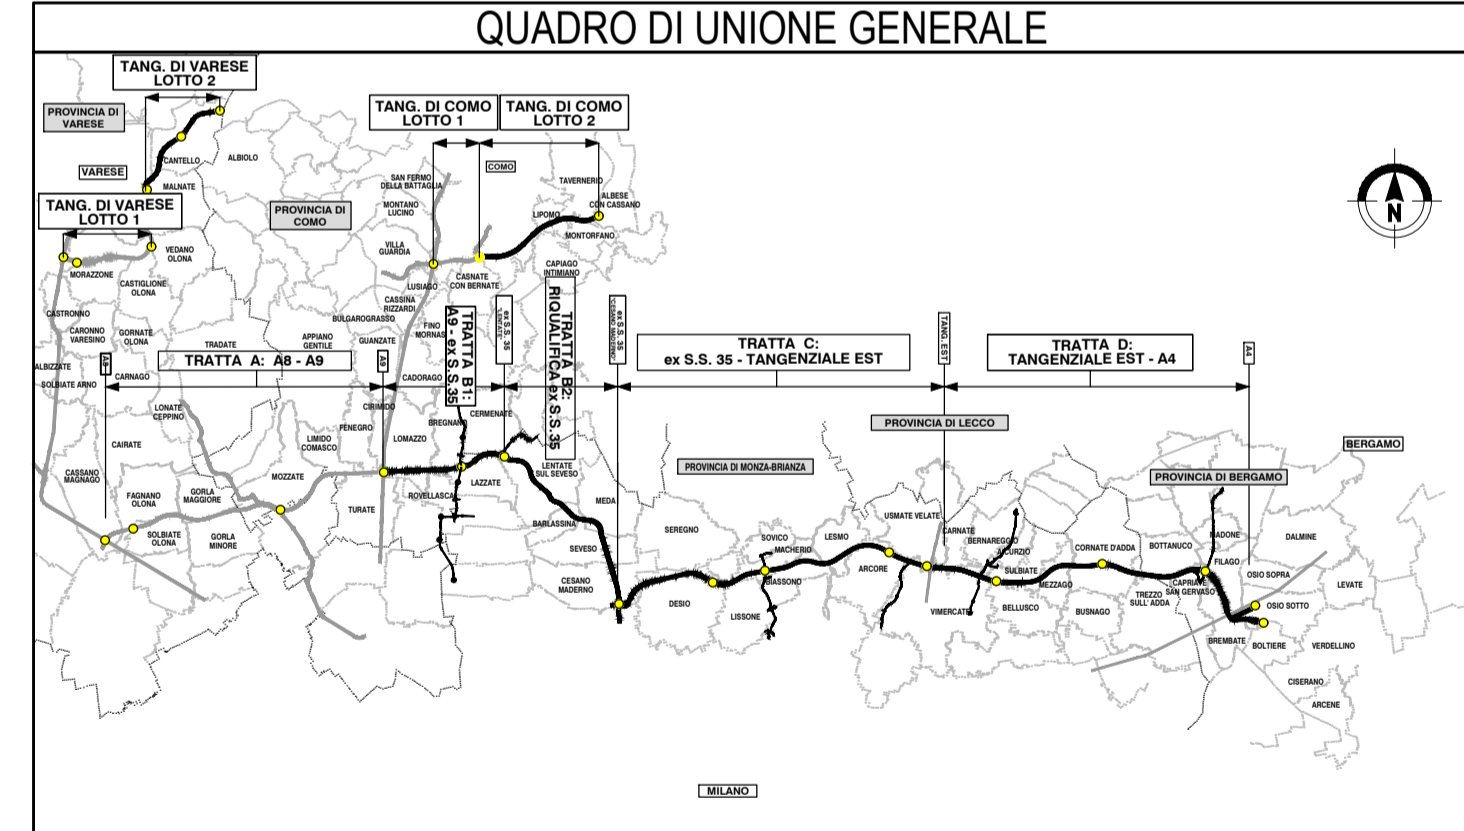 QUADRO DI UNIONE GENERALE
TANG. DI VARESE
LOTTO 2
PROVINCIA DI
VARESE
TANG. DI COMO
LOTTO 1
TANG. DI COMO
LOTTO 2
CANTELLO
ALBIOLO
VARESE
MALNATE
COMO
SAN FERMO
DELLA BATTAGLIA
TAVERNERIO
ALBESE
CON CASSANO
TANG. DI VARESE
LOTTO 1
PROVINCIA DI
COMO
MONTANO
LUCINO
LIPOMO
MONTORFANO
N
VILLA
GUARDIA
VEDANO
OLONA
MORAZZONE
CASTIGLIONE
OLONA
LUSIAGO
CASNATE
CON BERNATE
CAPIAGO
INTIMIANO
CASSINA
RIZZARDI
CASTRONNO
BULGAROGRASSO
CARONNO
VARESINO
GORNATE
OLONA
TRADATE
APPIANO
GENTILE
GUANZATE
FINO
MORNAS
TRATTA B1:
A9 - ex S.S.35
ex S.S. 35
"LENTATE"
TRATTA B2:
RIQUALIFICA ex S.S.35
ex S.S. 35
"CESANO MADERNO"
TRATTA C:
ex S.S. 35 - TANGENZIALE EST
TANG. EST
TRATTA D:
TANGENZIALE EST - A4
A4
A8
TRATTA A: A8 - A9
A9
ALBIZZATE
SOLBIATE ARNO
CARNAGO
CADORAGO
LONATE
CEPPINO
CIRIMIDO
FENEGRO
BREGNAN
CERMENATE
PROVINCIA DI LECCO
CAIRATE
LIMIDO
COMASCO
LOMAZZO
BERGAMO
CASSANO
MAGNAGO
MOZZATE
LAZZATE
LENTATE
SUL SEVESO
PROVINCIA DI MONZA-BRIANZA
PROVINCIA DI BERGAMO
FAGNANO
OLONA
GORLA
MAGGIORE
ROVELLASCA
MEDA
TURATE
BARLASSINA
SEREGNO
USMATE VELATE
SOLBIATE
OLONA
GORLA
MINORE
SEVESO
SOVICO
MACHERIO
LESMO
CARNATE
BERNAREGGIO
AICURZIO
CORNATE D'ADDA
BOTTANUCO
MADONE
DALMINE
CESANO
MADERNO
BIASSONO
ARCORE
SULBIATE
MEZZAGO
FILAGO
CAPRIATE
SAN GERVASO
OSIO SOPRA
LEVATE
DESIO
LISSONE
VIMERCATE
BELLUSCO
BUSNAGO
TREZZO
SULL' ADDA
OSIO SOTTO
BREMBATE
BOLTIERE
VERDELLINO
CISERANO
ARCENE
MILANO